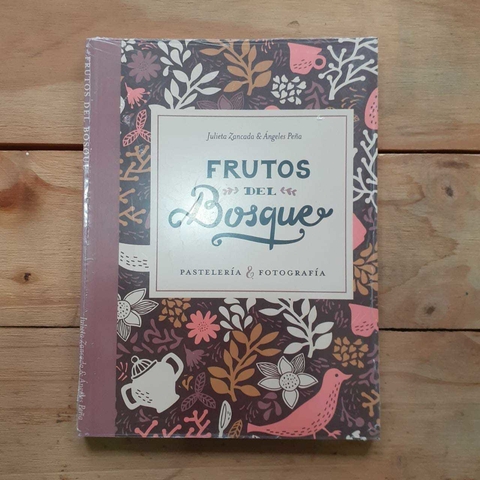 Julieta Zancada & Ángeles Peña
FRUTOS
DEL
Bosque
PASTELERÍA & FOTOGRAFÍA
FRUTOS DEL BOSQUE